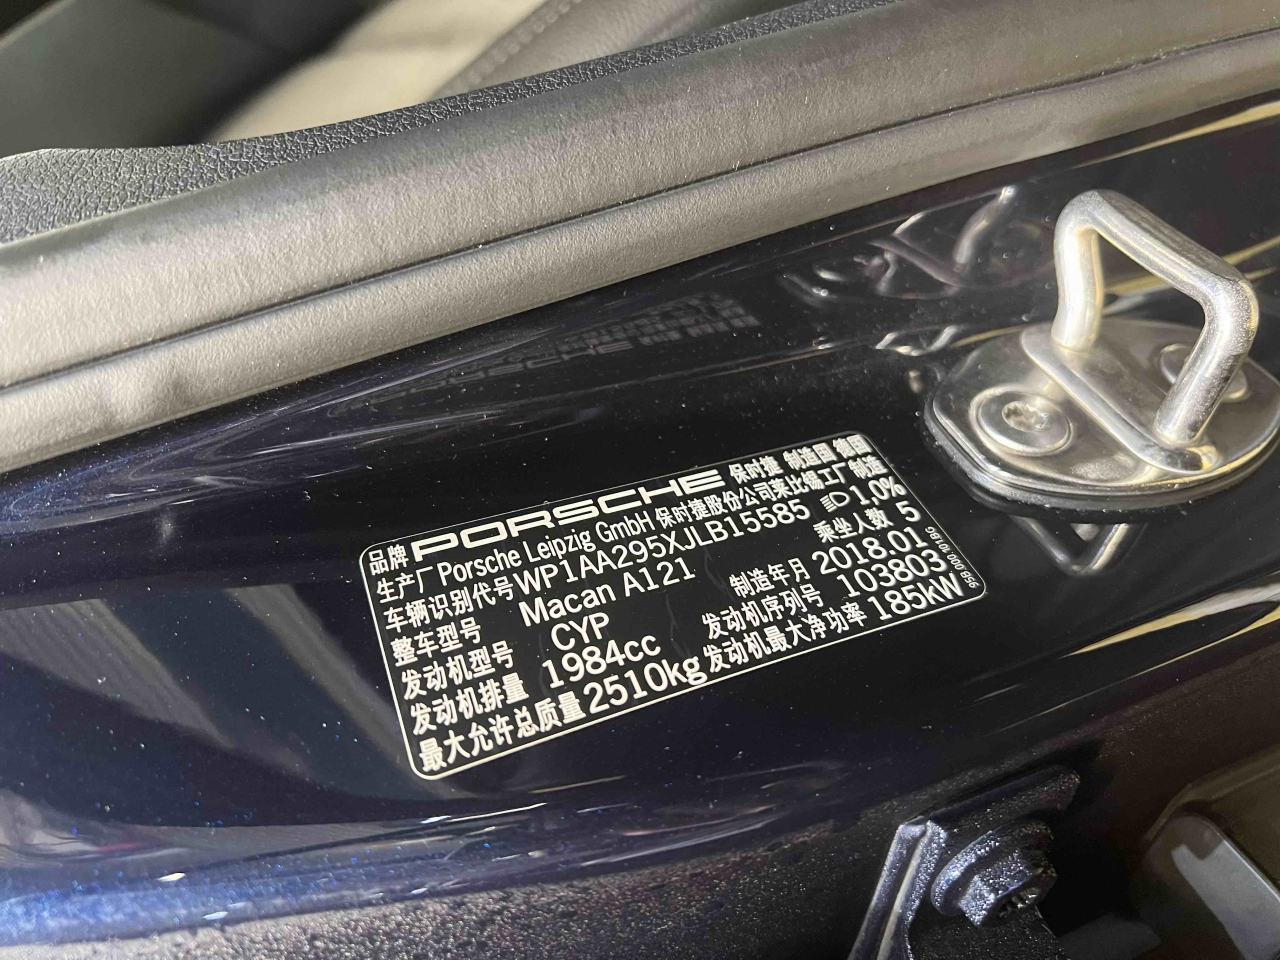 品牌 PORSCHE 保时捷 制造国 德国
生产厂 Porsche Leipzig GmbH 保时捷股份公司莱比锡工厂制造
车辆识别代号 WP1AA295XJLB15585 1,0%
整车型号 Macan A121 乘坐人数 5
发动机型号 CYP 制造年月 2018.01
发动机排量 1984cc 发动机序列号 103803
最大允许总质量 2510kg 发动机最大净功率 185kW
958 000 101BC